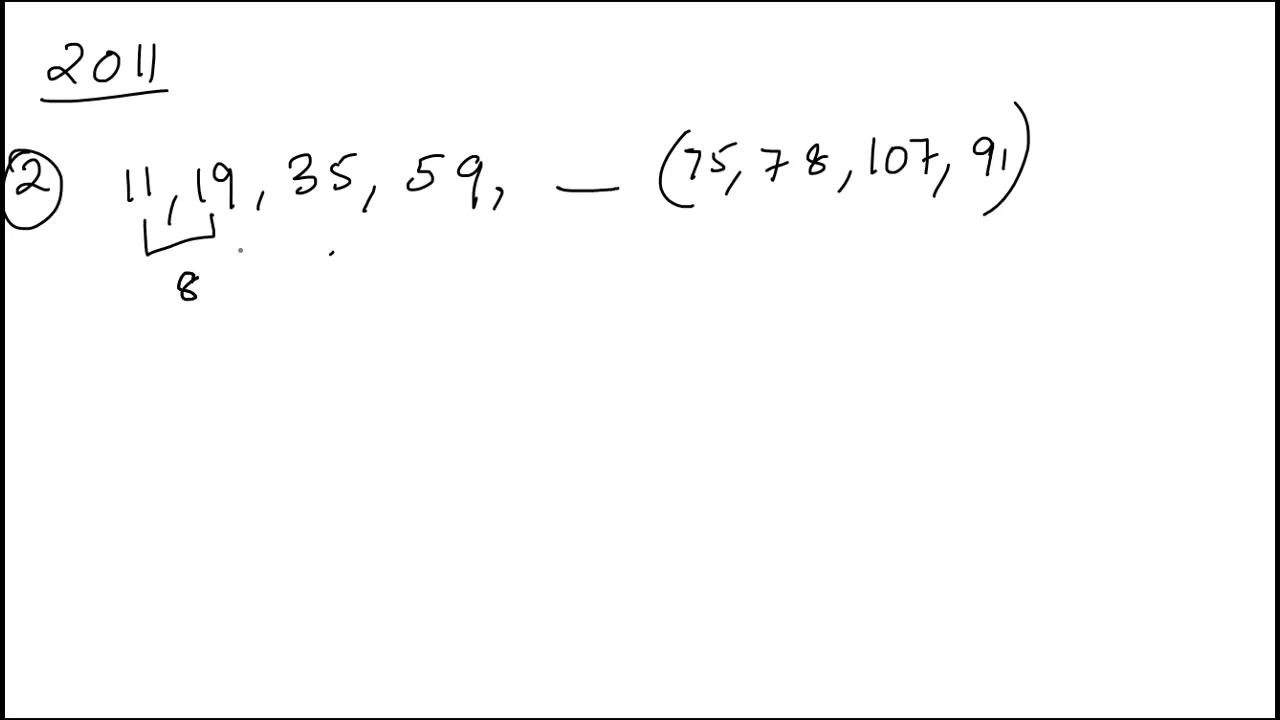 2011
2 11, 19, 35, 59, __ (75, 78, 107, 91)
8